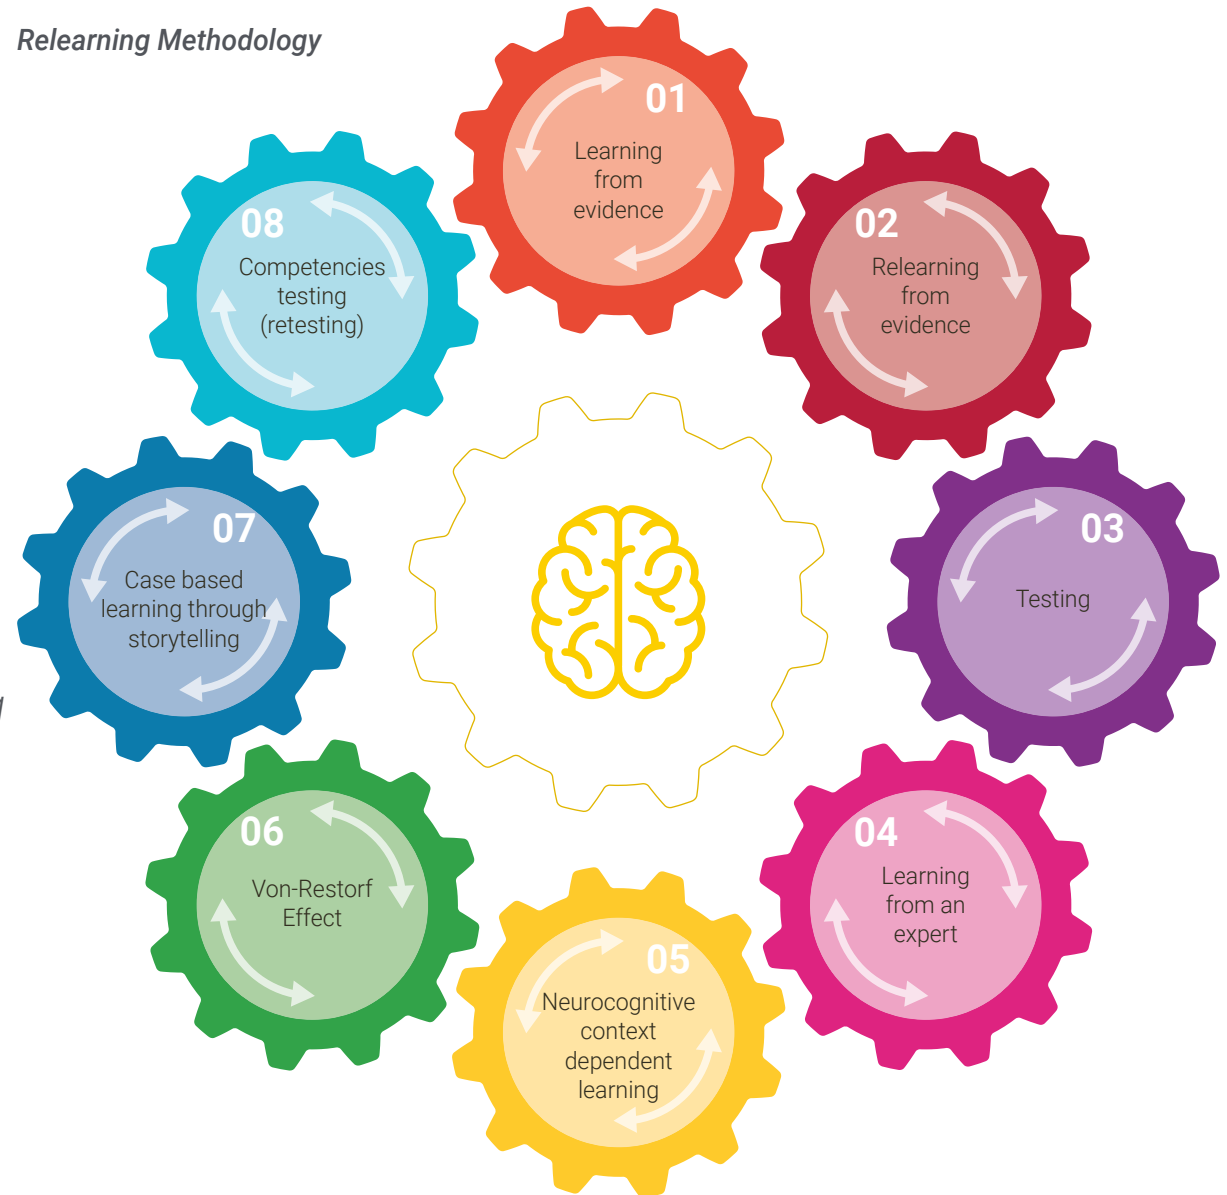 Relearning Methodology
01
Learning
from
evidence
02
Relearning
from
evidence
03
Testing
04
Learning
from an
expert
05
Neurocognitive
context
dependent
learning
06
Von-Restorf
Effect
07
Case based
learning through
storytelling
08
Competencies
testing
(retesting)